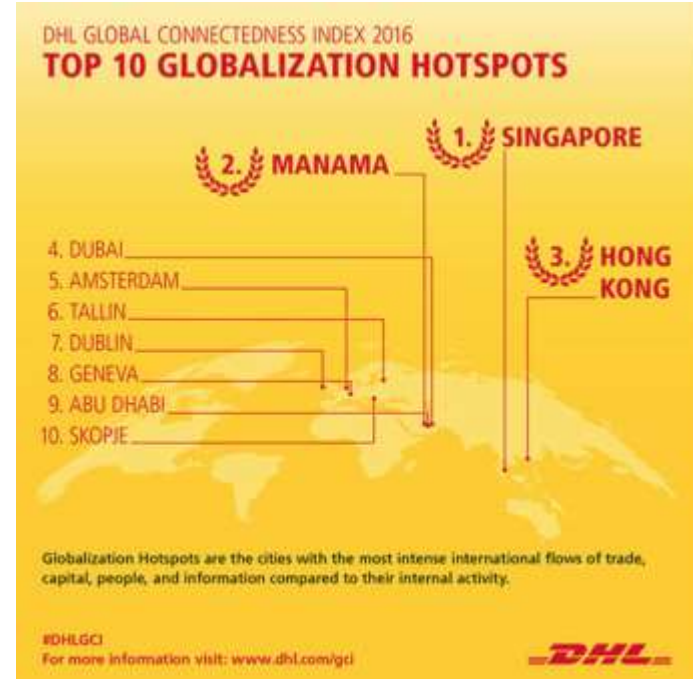 DHL GLOBAL CONNECTEDNESS INDEX 2016
TOP 10 GLOBALIZATION HOTSPOTS
1. SINGAPORE
2. MANAMA
3. HONG
KONG
4. DUBAI
5. AMSTERDAM
6. TALLIN
7. DUBLIN
8. GENEVA
9. ABU DHABI
10. SKOPJE
Globalization Hotspots are the cities with the most intense international flows of trade,
capital, people, and information compared to their internal activity.
#DHLGCI
For more information visit: www.dhl.com/gci
DHL